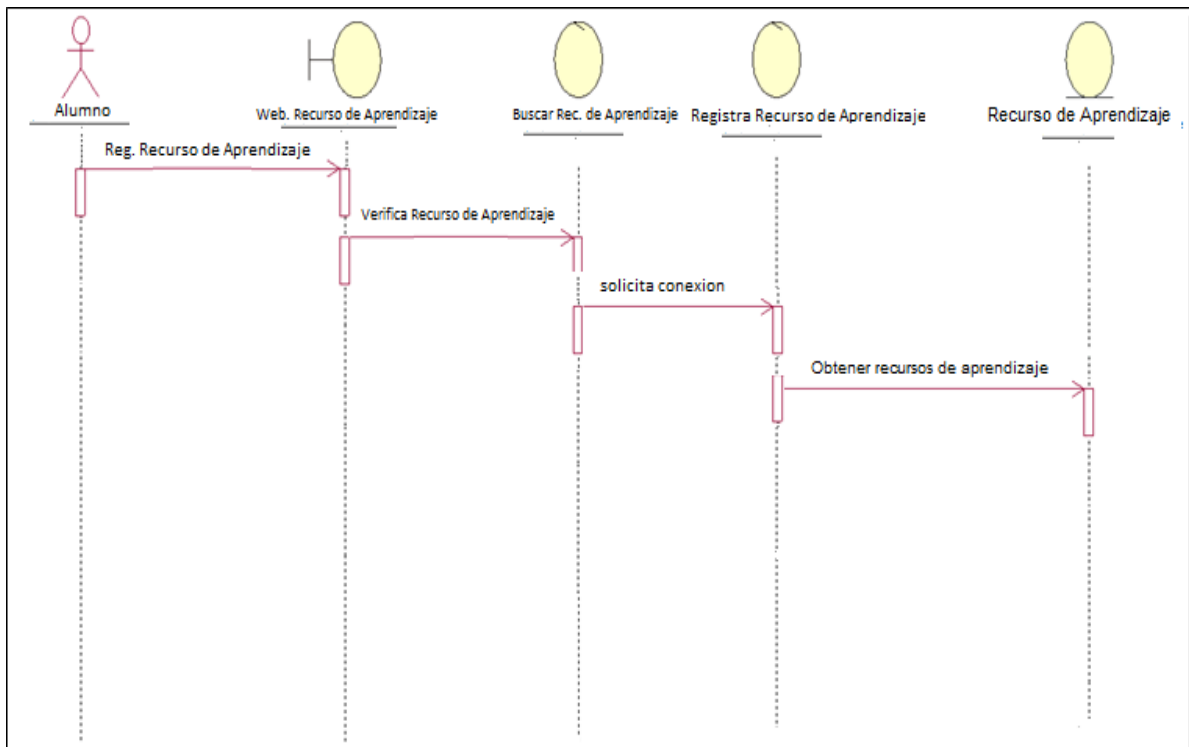 Alumno
Web. Recurso de Aprendizaje
Buscar Rec. de Aprendizaje
Registra Recurso de Aprendizaje
Recurso de Aprendizaje
Reg. Recurso de Aprendizaje
Verifica Recurso de Aprendizaje
solicita conexion
Obtener recursos de aprendizaje